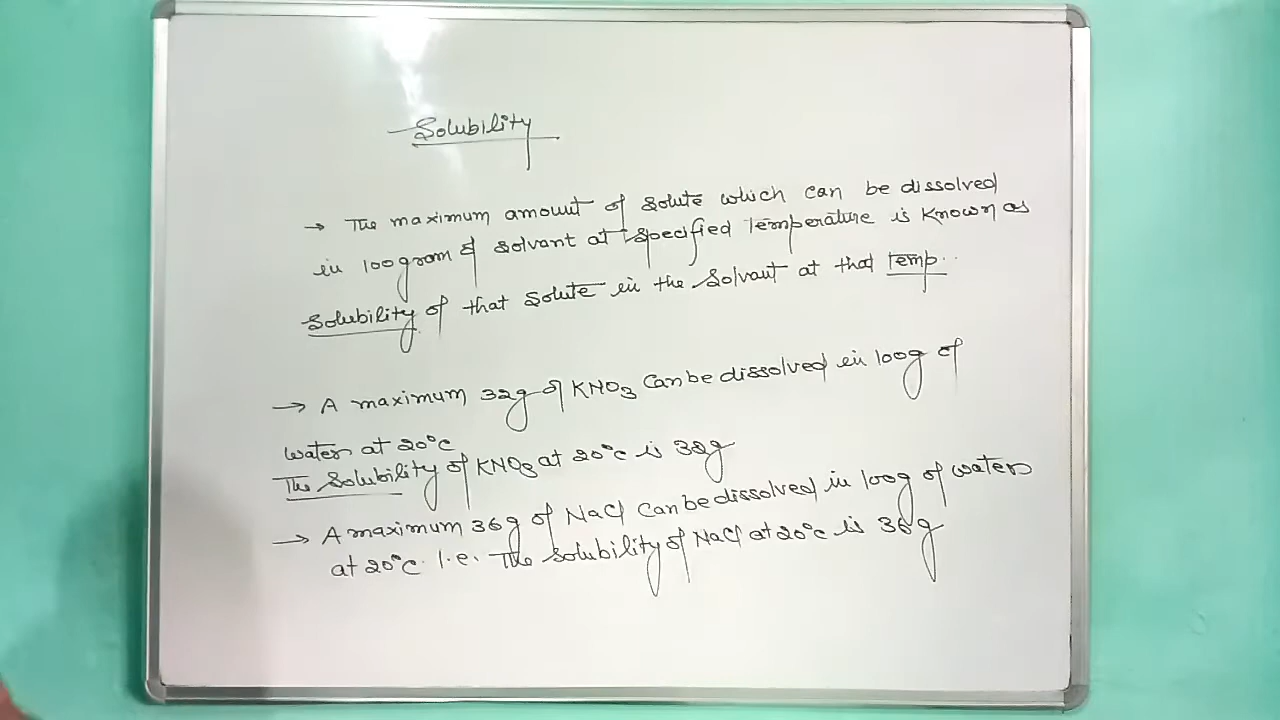 Solubility
→ The maximum amount of solute which can be dissolved
in 100gram of solvant at specified Temperature is known as
solubility of that solute in the solvant at that temp..
→ A maximum 32g of KNO3 can be dissolved in 100g of
water at 20°C
The solubility of KNO3 at 20°C is 32g
→ A maximum 36g of NaCl can be dissolved in 100g of water
at 20°C. I.e. The solubility of NaCl at 20°C is 36g